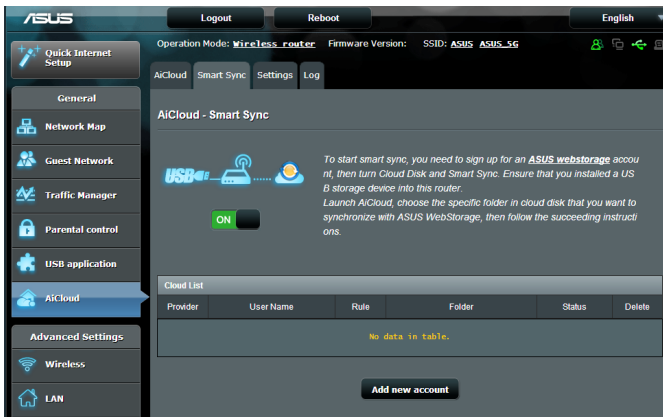 ASUS
Logout
Reboot
English
Quick Internet
Setup
Operation Mode: Wireless router Firmware Version: SSID: ASUS ASUS_5G
AiCloud
Smart Sync
Settings
Log
General
Network Map
Guest Network
Traffic Manager
Parental control
USB application
AiCloud
Advanced Settings
Wireless
LAN
AiCloud - Smart Sync
USB
ON
To start smart sync, you need to sign up for an ASUS webstorage accou
nt, then turn Cloud Disk and Smart Sync. Ensure that you installed a US
B storage device into this router.
Launch AiCloud, choose the specific folder in cloud disk that you want to
synchronize with ASUS WebStorage, then follow the succeeding instructi
ons.
Cloud List
Provider User Name Rule Folder Status Delete
No data in table.
Add new account